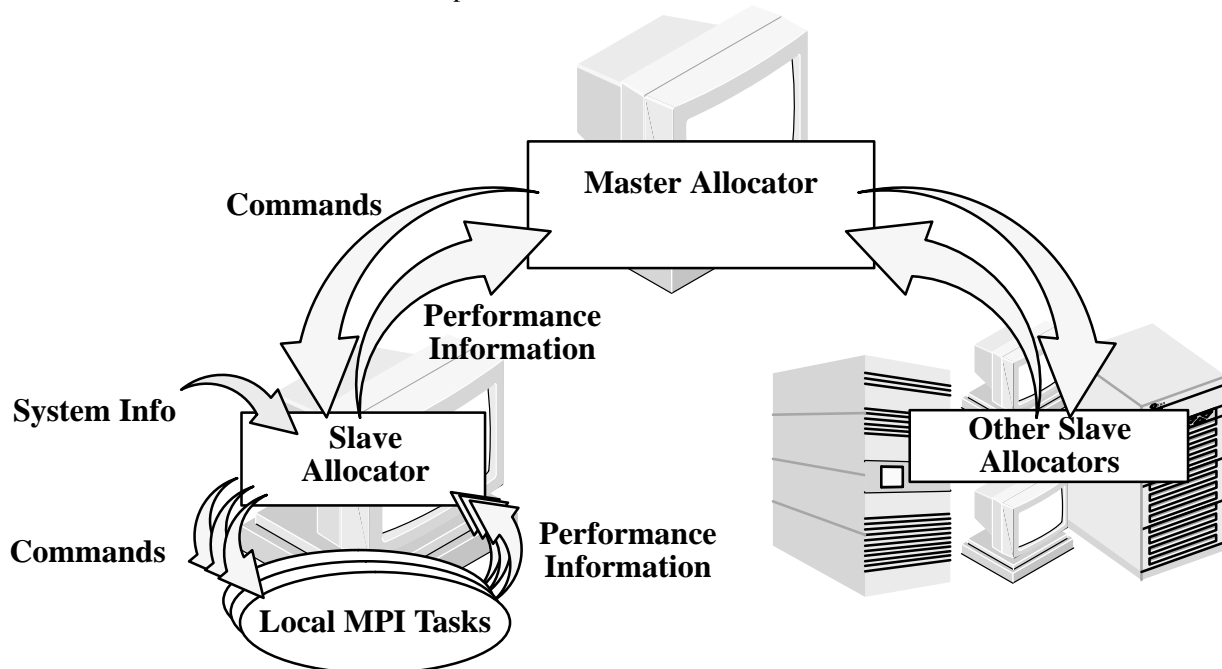 Master Allocator
Commands
Performance
Information
System Info
Slave
Allocator
Other Slave
Allocators
Commands
Performance
Information
Local MPI Tasks